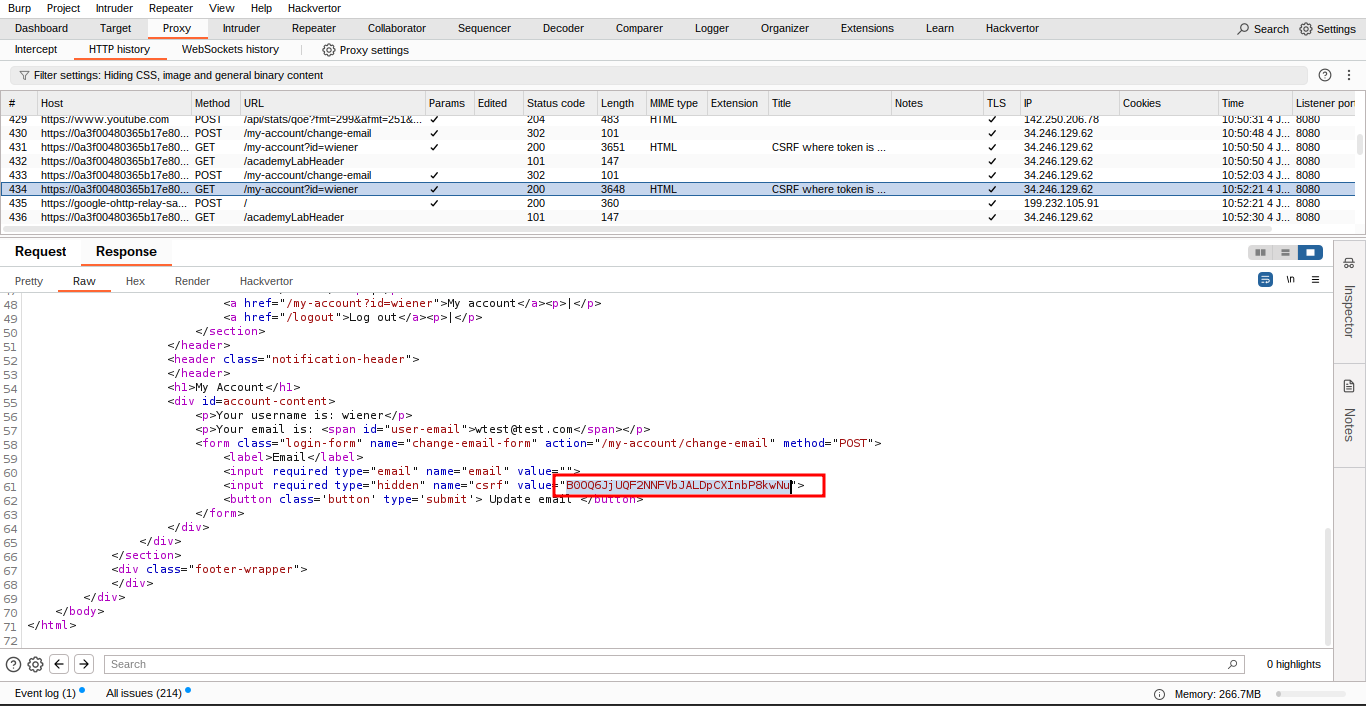 Burp Project Intruder Repeater View Help Hackvertor
Dashboard Target Proxy Intruder Repeater Collaborator Sequencer Decoder Comparer Logger Organizer Extensions Learn Hackvertor Search Settings
Intercept HTTP history WebSockets history Proxy settings
Filter settings: Hiding CSS, image and general binary content
# Host Method URL Params Edited Status code Length MIME type Extension Title Notes TLS IP Cookies Time Listener port
429 https://www.youtube.com POST /api/stats/qoe?fmt=299&afmt=251&... ✓ 204 483 HTML ✓ 142.250.206.78 10:50:31 4 J... 8080
430 https://0a3f00480365b17e80... POST /my-account/change-email ✓ 302 101 ✓ 34.246.129.62 10:50:48 4 J... 8080
431 https://0a3f00480365b17e80... GET /my-account?id=wiener ✓ 200 3651 HTML CSRF where token is ... ✓ 34.246.129.62 10:50:50 4 J... 8080
432 https://0a3f00480365b17e80... GET /academyLabHeader 101 147 ✓ 34.246.129.62 10:50:50 4 J... 8080
433 https://0a3f00480365b17e80... POST /my-account/change-email ✓ 302 101 ✓ 34.246.129.62 10:52:03 4 J... 8080
434 https://0a3f00480365b17e80... GET /my-account?id=wiener ✓ 200 3648 HTML CSRF where token is ... ✓ 34.246.129.62 10:52:21 4 J... 8080
435 https://google-ohttp-relay-sa... POST / ✓ 200 360 ✓ 199.232.105.91 10:52:21 4 J... 8080
436 https://0a3f00480365b17e80... GET /academyLabHeader 101 147 ✓ 34.246.129.62 10:52:30 4 J... 8080
Request Response
Pretty Raw Hex Render Hackvertor \n
48 <a href="/my-account?id=wiener">My account</a><p>|</p>
49 <a href="/logout">Log out</a><p>|</p>
50 </section>
51 </header>
52 <header class="notification-header">
53 </header>
54 <h1>My Account</h1>
55 <div id=account-content>
56 <p>Your username is: wiener</p>
57 <p>Your email is: <span id="user-email">wtest@test.com</span></p>
58 <form class="login-form" name="change-email-form" action="/my-account/change-email" method="POST">
59 <label>Email</label>
60 <input required type="email" name="email" value="">
61 <input required type="hidden" name="csrf" value="B0OQ6JjUQF2NNFVbJALDpCXInbP8kwNu">
62 <button class='button' type='submit'> Update email </button>
63 </form>
64 </div>
65 </div>
66 </section>
67 <div class="footer-wrapper">
68 </div>
69 </div>
70 </body>
71 </html>
72
Inspector
Notes
Search 0 highlights
Event log (1) All issues (214) Memory: 266.7MB